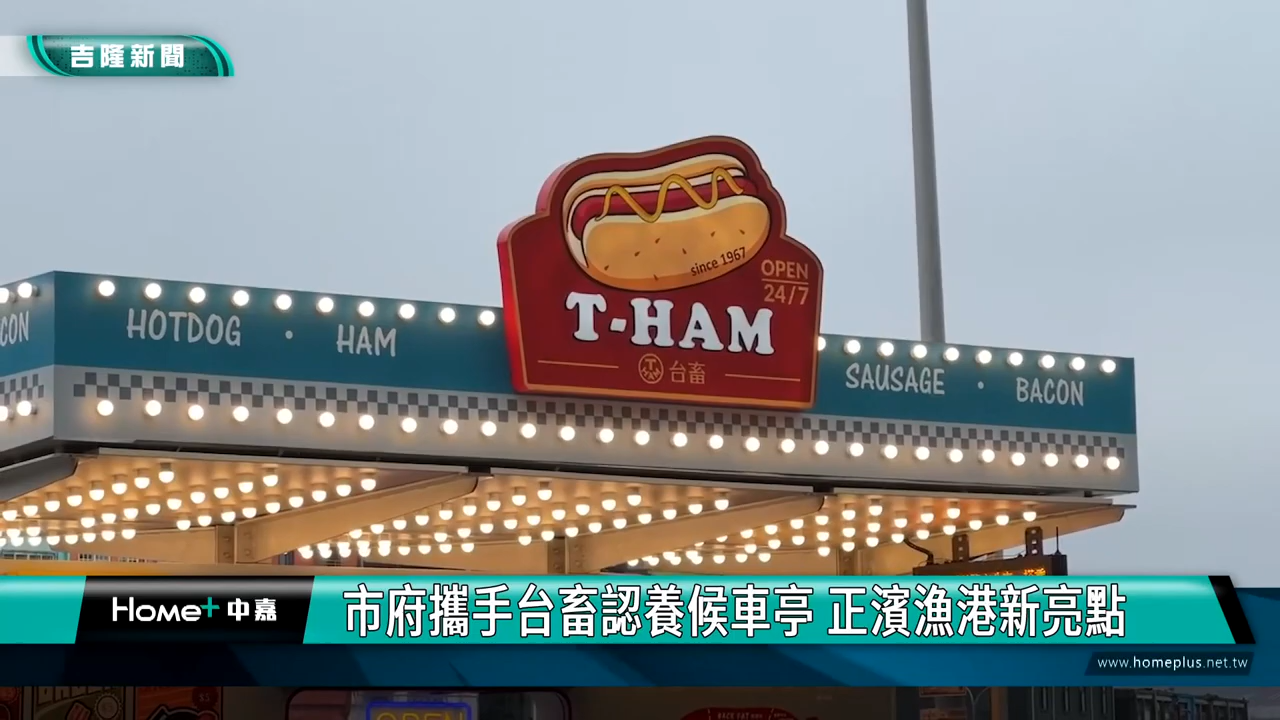 吉隆新聞
since 1967
OPEN
24/7
T-HAM
台畜
CON
HOTDOG • HAM
SAUSAGE • BACON
Home+ 中嘉
市府攜手台畜認養候車亭 正濱漁港新亮點
www.homeplus.net.tw
OPEN